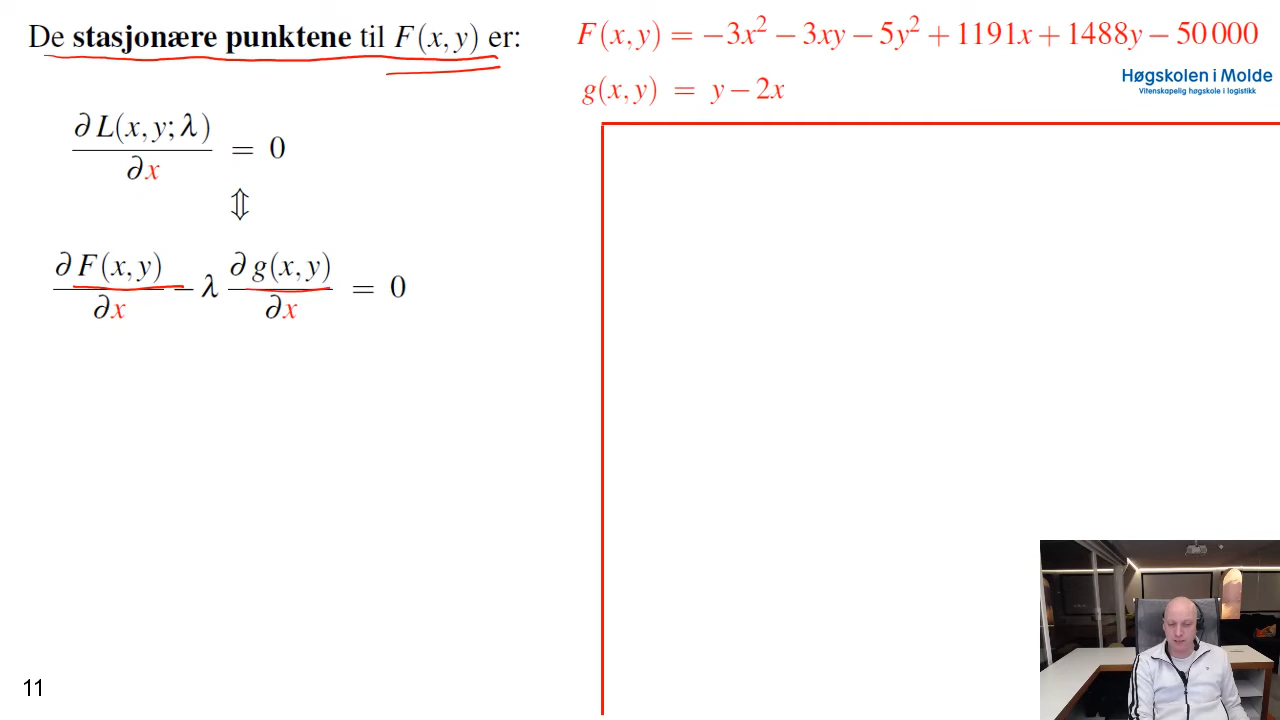 De stasjonære punktene til F(x,y) er:
F(x,y) = −3x² − 3xy − 5y² + 1191x + 1488y − 50 000
g(x,y) = y − 2x
Høgskolen i Molde
Vitenskapelig høgskole i logistikk
∂L(x,y;λ)/∂x = 0
⇕
∂F(x,y)/∂x − λ ∂g(x,y)/∂x = 0
11